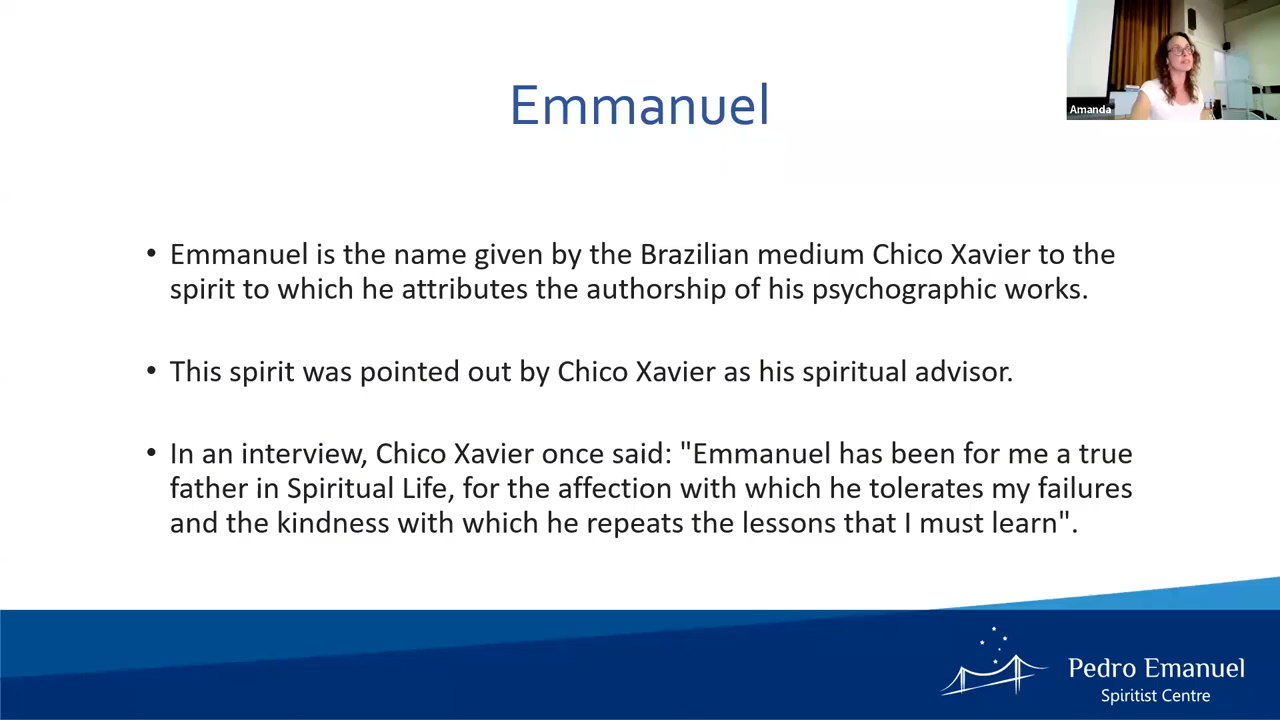 Amanda
Emmanuel
• Emmanuel is the name given by the Brazilian medium Chico Xavier to the
spirit to which he attributes the authorship of his psychographic works.
• This spirit was pointed out by Chico Xavier as his spiritual advisor.
• In an interview, Chico Xavier once said: "Emmanuel has been for me a true
father in Spiritual Life, for the affection with which he tolerates my failures
and the kindness with which he repeats the lessons that I must learn".
Pedro Emanuel
Spiritist Centre